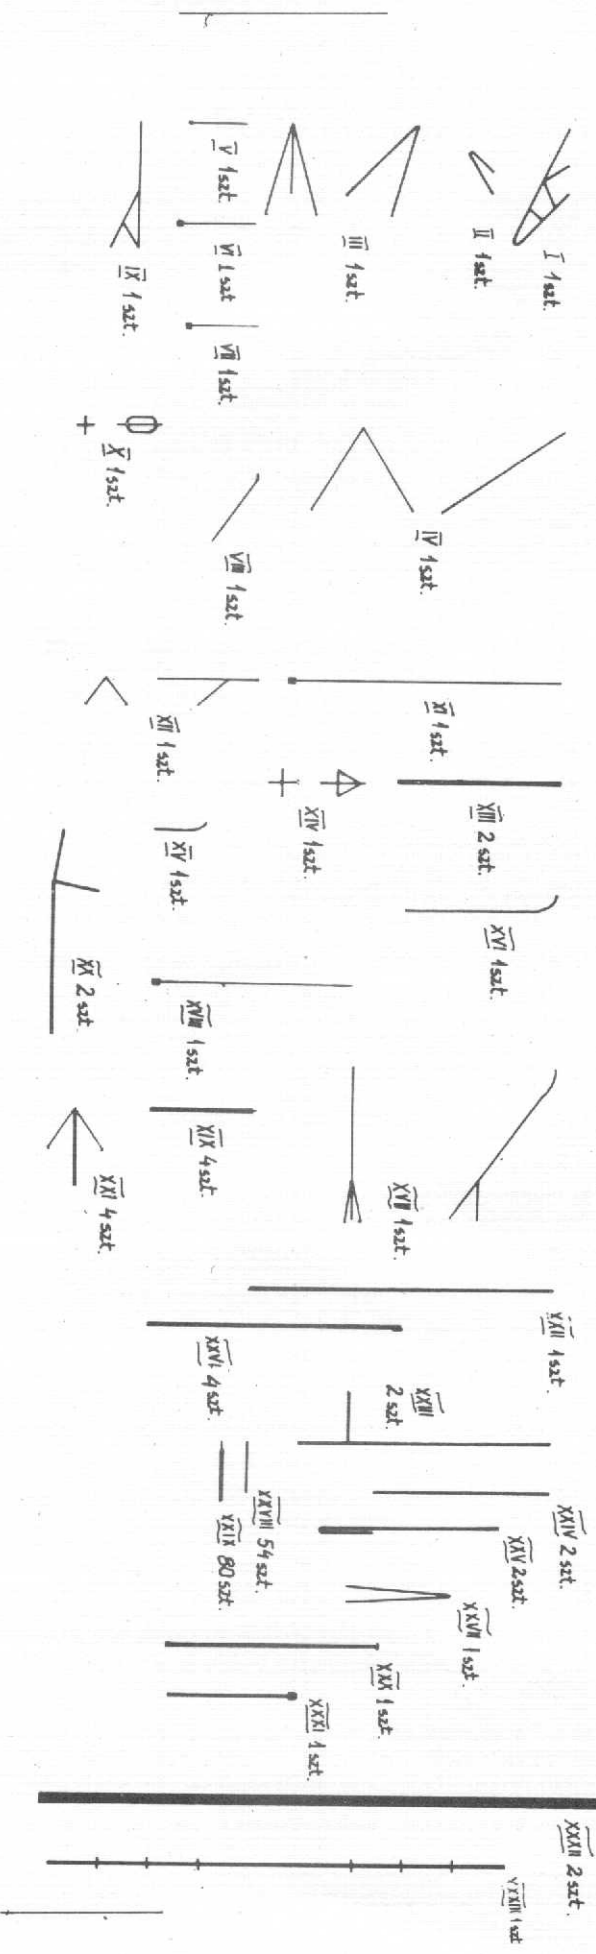 I 1 szt.
II 1 szt.
III 1 szt.
IV 1 szt.
V 1 szt.
VI 1 szt
VII 1 szt.
VIII 1 szt.
IX 1 szt.
X 1 szt.
XI 1 szt.
XII 1 szt.
XIII 2 szt.
XIV 1 szt.
XV 1 szt.
XVI 1 szt.
XVII 1 szt.
XVIII 1 szt.
XIX 4 szt.
XX 2 szt
XXI 4 szt.
XXII 1 szt.
XXIII
2 szt.
XXIV 2 szt.
XXV 2 szt.
XXVI 4 szt.
XXVII 1 szt.
XXVIII 54 szt.
XXIX 80 szt.
XXX 1 szt.
XXXI 1 szt.
XXXII 2 szt.
XXXIII 1 szt